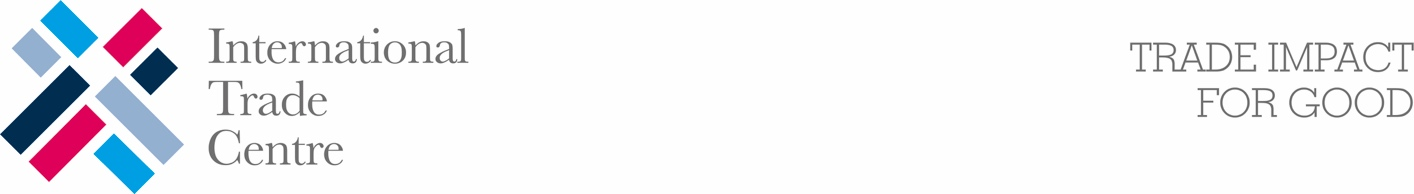 International
Trade
Centre
TRADE IMPACT
FOR GOOD